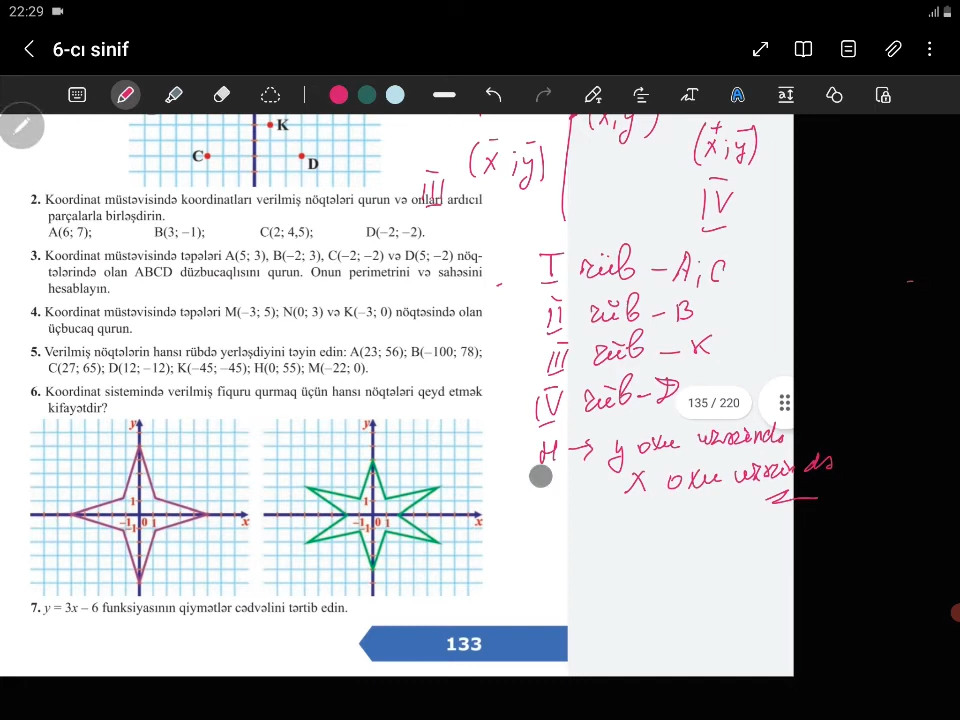 22:29
6-cı sinif
K
C
D
2. Koordinat müstəvisində koordinatları verilmiş nöqtələri qurun və onları ardıcıl
parçalarla birləşdirin.
A(6; 7); B(3; −1); C(2; 4,5); D(−2; −2).
3. Koordinat müstəvisində təpələri A(5; 3), B(−2; 3), C(−2; −2) və D(5; −2) nöq-
tələrində olan ABCD düzbucaqlısını qurun. Onun perimetrini və sahəsini
hesablayın.
4. Koordinat müstəvisində təpələri M(−3; 5); N(0; 3) və K(−3; 0) nöqtəsində olan
üçbucaq qurun.
5. Verilmiş nöqtələrin hansı rübdə yerləşdiyini təyin edin: A(23; 56); B(−100; 78);
C(27; 65); D(12; −12); K(−45; −45); H(0; 55); M(−22; 0).
6. Koordinat sistemində verilmiş fiquru qurmaq üçün hansı nöqtələri qeyd etmək
kifayətdir?
y
1
−1 0 1
−1
x
y
1
−1 0 1
−1
x
7. y = 3x – 6 funksiyasının qiymətlər cədvəlini tərtib edin.
133
(x̄ ; ȳ)
III
(x; y)
(x⁺; y⁻)
IV
I rüb – A; C
II rüb – B
III rüb – K
IV rüb – D
135 / 220
H → y oxu üzərində
x oxu üzərində